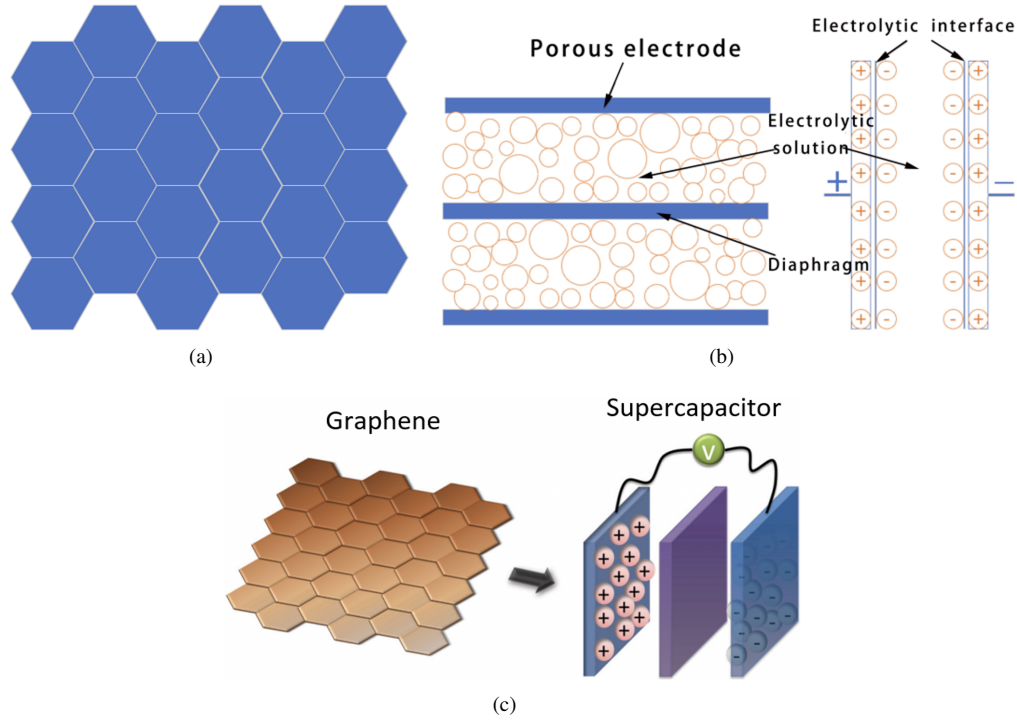 Porous electrode
Electrolytic interface
Electrolytic
solution
Diaphragm
+
−
+ - - +
+ - - +
+ - - +
+ - - +
+ - - +
+ - - +
+ - - +
+ - - +
(a)
(b)
Graphene
Supercapacitor
V
+ + + + + + + + + + + + + +
- - - - - - - - - - - -
(c)